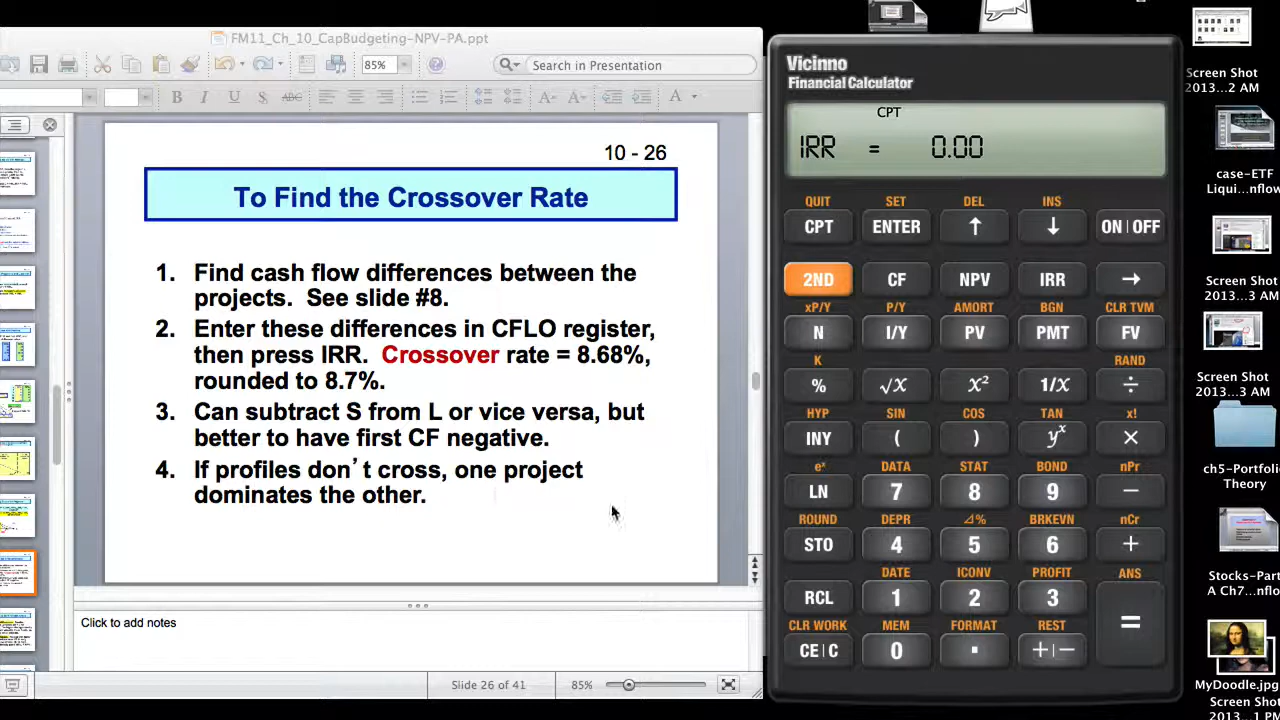 TM11_Ch_10_CapBudgeting-NPV-PA.ppt
85%
Search in Presentation
B I U S ABC
10 - 26
To Find the Crossover Rate
1. Find cash flow differences between the
projects. See slide #8.
2. Enter these differences in CFLO register,
then press IRR. Crossover rate = 8.68%,
rounded to 8.7%.
3. Can subtract S from L or vice versa, but
better to have first CF negative.
4. If profiles don't cross, one project
dominates the other.
Click to add notes
Slide 26 of 41
85%
Vicinno
Financial Calculator
CPT
IRR = 0.00
QUIT SET DEL INS
CPT ENTER ↑ ↓ ON|OFF
2ND CF NPV IRR →
xP/Y P/Y AMORT BGN CLR TVM
N I/Y PV PMT FV
K RAND
% √X X² 1/X ÷
HYP SIN COS TAN x!
INY ( ) yˣ ×
eˣ DATA STAT BOND nPr
LN 7 8 9 −
ROUND DEPR ⊿% BRKEVN nCr
STO 4 5 6 +
DATE ICONV PROFIT ANS
RCL 1 2 3 =
CLR WORK MEM FORMAT REST
CE|C 0 . +|−
Screen Shot
2013...2 AM
case-ETF
Liqui...nflow
Screen Shot
2013...3 AM
Screen Shot
2013...3 AM
ch5-Portfolio
Theory
Stocks-Part
A Ch7...nflo
MyDoodle.jpg
Screen Shot
2013...1 PM